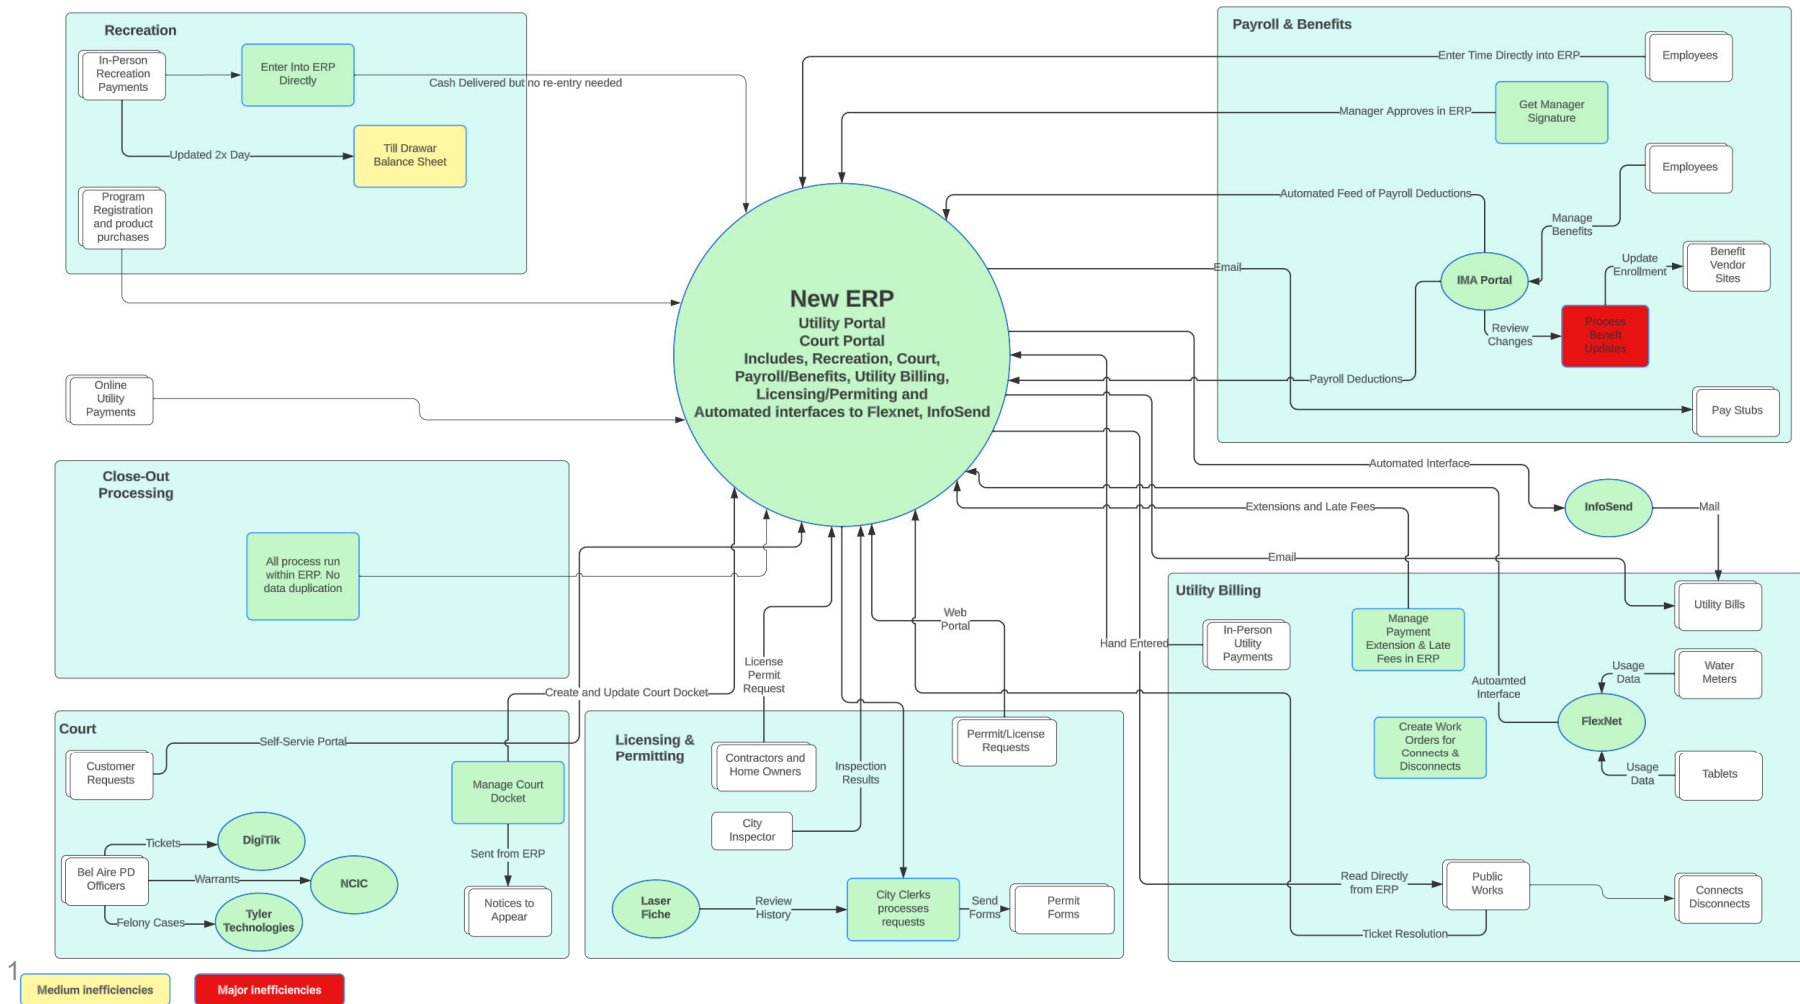 Recreation
In-Person
Recreation
Payments
Enter Into ERP
Directly
Cash Delivered but no re-entry needed
Updated 2x Day
Till Drawar
Balance Sheet
Program
Registration
and product
purchases
Online
Utility
Payments
Payroll & Benefits
Enter Time Directly into ERP
Employees
Manager Approves in ERP
Get Manager
Signature
Employees
Automated Feed of Payroll Deductions
Manage
Benefits
Benefit
Vendor
Sites
Update
Enrollment
IMA Portal
Email
Review
Changes
Process
Beneft
Updates
Payroll Deductions
Pay Stubs
New ERP
Utility Portal
Court Portal
Includes, Recreation, Court,
Payroll/Benefits, Utility Billing,
Licensing/Permiting and
Automated interfaces to Flexnet, InfoSend
Close-Out
Processing
All process run
within ERP. No
data duplication
Automated Interface
InfoSend
Mail
Extensions and Late Fees
Email
Utility Billing
Utility Bills
Manage
Payment
Extension & Late
Fees in ERP
In-Person
Utility
Payments
Hand Entered
Usage
Data
Water
Meters
Autoamted
Interface
FlexNet
Create Work
Orders for
Connects &
Disconnects
Usage
Data
Tablets
Read Directly
from ERP
Public
Works
Connects
Disconnects
Ticket Resolution
Court
Create and Update Court Docket
Self-Servie Portal
Customer
Requests
Manage Court
Docket
Sent from ERP
Notices to
Appear
Tickets
DigiTik
Bel Aire PD
Officers
Warrants
NCIC
Felony Cases
Tyler
Technologies
Licensing &
Permitting
License
Permit
Request
Web
Portal
Contractors and
Home Owners
Perrmit/License
Requests
Inspection
Results
City
Inspector
Laser
Fiche
Review
History
City Clerks
processes
requests
Send
Forms
Permit
Forms
1
Medium inefficiencies
Major inefficiencies